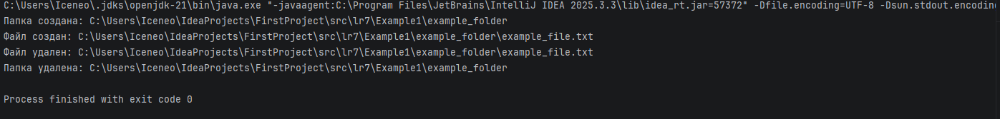 C:\Users\Iceneo\.jdks\openjdk-21\bin\java.exe "-javaagent:C:\Program Files\JetBrains\IntelliJ IDEA 2025.3.3\lib\idea_rt.jar=57372" -Dfile.encoding=UTF-8 -Dsun.stdout.encoding
Папка создана: C:\Users\Iceneo\IdeaProjects\FirstProject\src\lr7\Example1\example_folder
Файл создан: C:\Users\Iceneo\IdeaProjects\FirstProject\src\lr7\Example1\example_folder\example_file.txt
Файл удален: C:\Users\Iceneo\IdeaProjects\FirstProject\src\lr7\Example1\example_folder\example_file.txt
Папка удалена: C:\Users\Iceneo\IdeaProjects\FirstProject\src\lr7\Example1\example_folder
Process finished with exit code 0